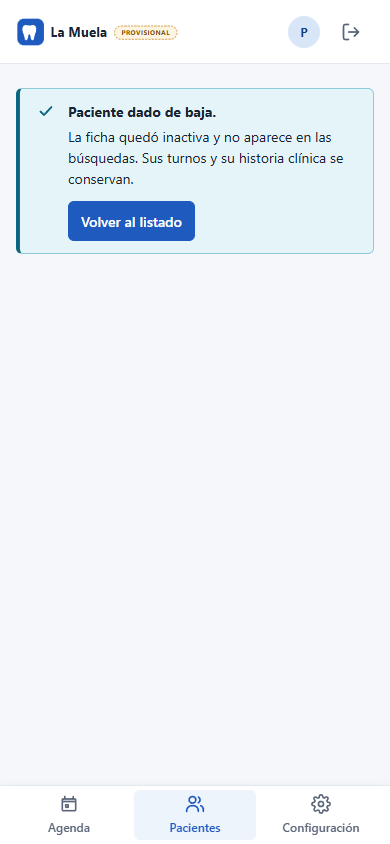 La Muela PROVISIONAL
P
Paciente dado de baja.
La ficha quedó inactiva y no aparece en las
búsquedas. Sus turnos y su historia clínica se
conservan.
Volver al listado
Agenda Pacientes Configuración